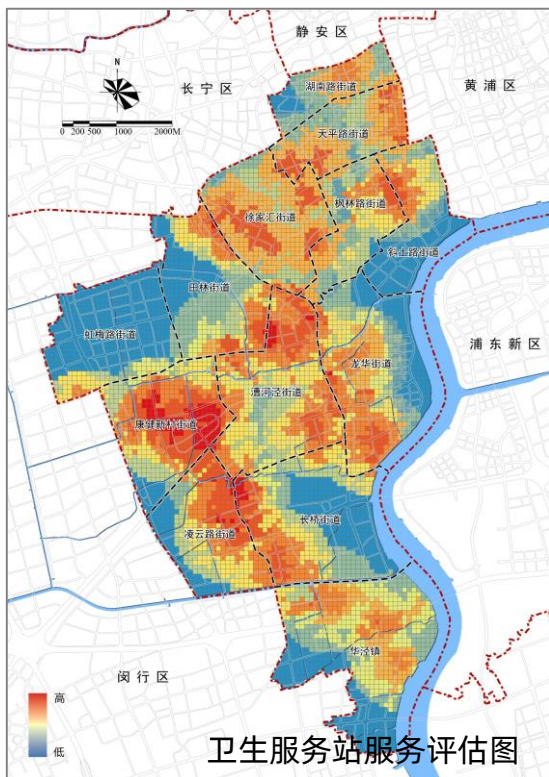 静安区
黄浦区
长宁区
N
0 200 500 1000 2000M
湖南路街道
天平路街道
枫林路街道
徐家汇街道
斜土路街道
田林街道
虹梅路街道
浦东新区
龙华街道
漕河泾街道
康健新村街道
长桥街道
凌云路街道
华泾镇
闵行区
高
低
卫生服务站服务评估图